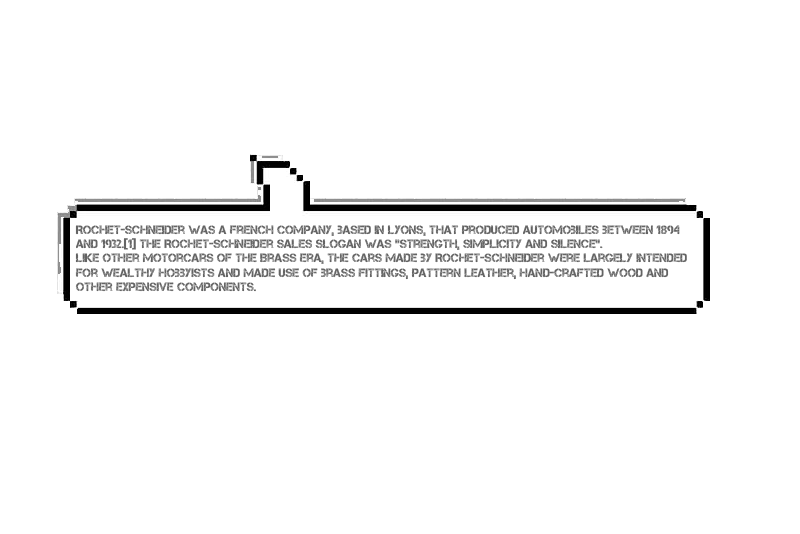 ROCHET-SCHNEIDER WAS A FRENCH COMPANY, BASED IN LYONS, THAT PRODUCED AUTOMOBILES BETWEEN 1894
AND 1932.[1] THE ROCHET-SCHNEIDER SALES SLOGAN WAS "STRENGTH, SIMPLICITY AND SILENCE".
LIKE OTHER MOTORCARS OF THE BRASS ERA, THE CARS MADE BY ROCHET-SCHNEIDER WERE LARGELY INTENDED
FOR WEALTHY HOBBYISTS AND MADE USE OF BRASS FITTINGS, PATTERN LEATHER, HAND-CRAFTED WOOD AND
OTHER EXPENSIVE COMPONENTS.